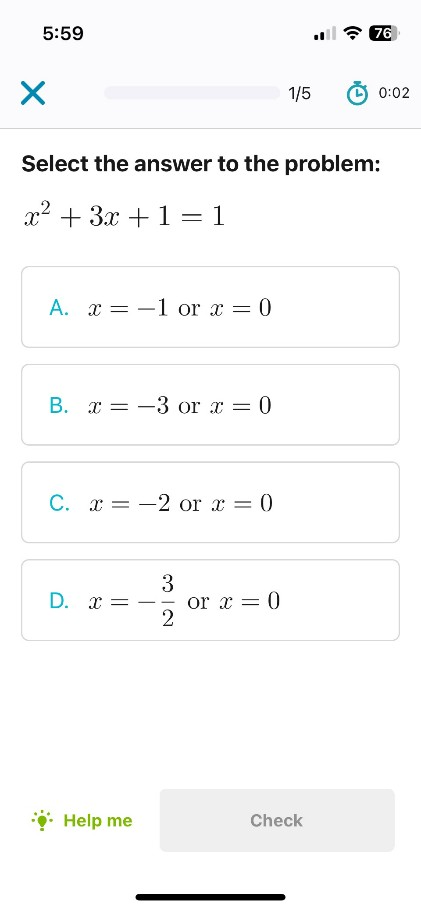 5:59
76
1/5
0:02
Select the answer to the problem:
x² + 3x + 1 = 1
A. x = −1 or x = 0
B. x = −3 or x = 0
C. x = −2 or x = 0
D. x = −3/2 or x = 0
Help me
Check